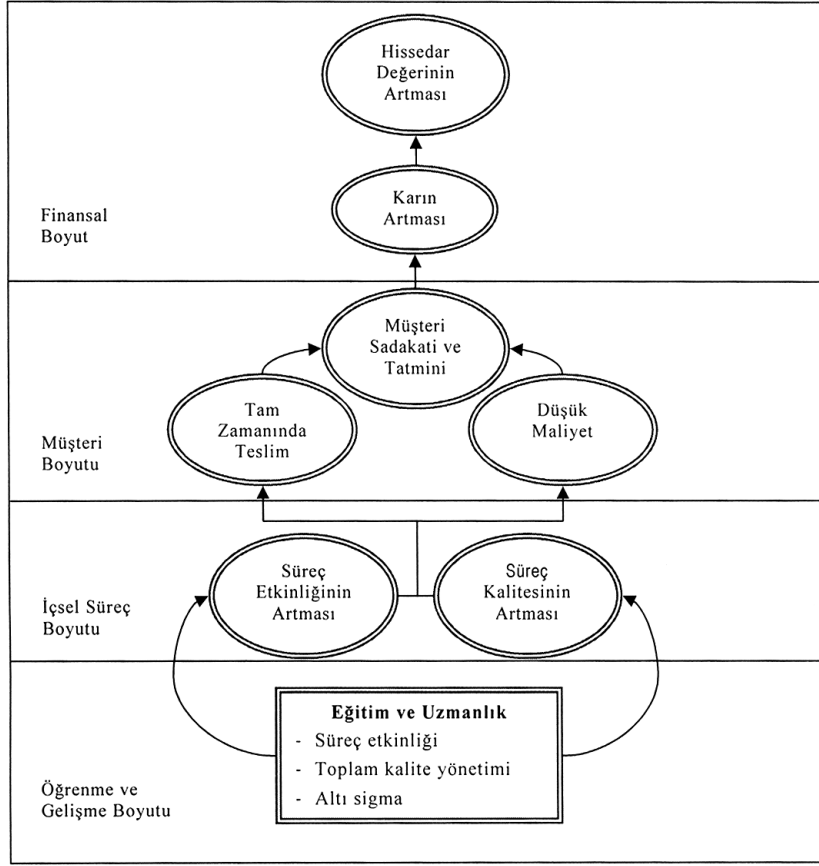 Hissedar
Değerinin
Artması
Karın
Artması
Finansal
Boyut
Müşteri
Sadakati ve
Tatmini
Tam
Zamanında
Teslim
Düşük
Maliyet
Müşteri
Boyutu
Süreç
Etkinliğinin
Artması
Süreç
Kalitesinin
Artması
İçsel Süreç
Boyutu
Eğitim ve Uzmanlık
- Süreç etkinliği
- Toplam kalite yönetimi
- Altı sigma
Öğrenme ve
Gelişme Boyutu